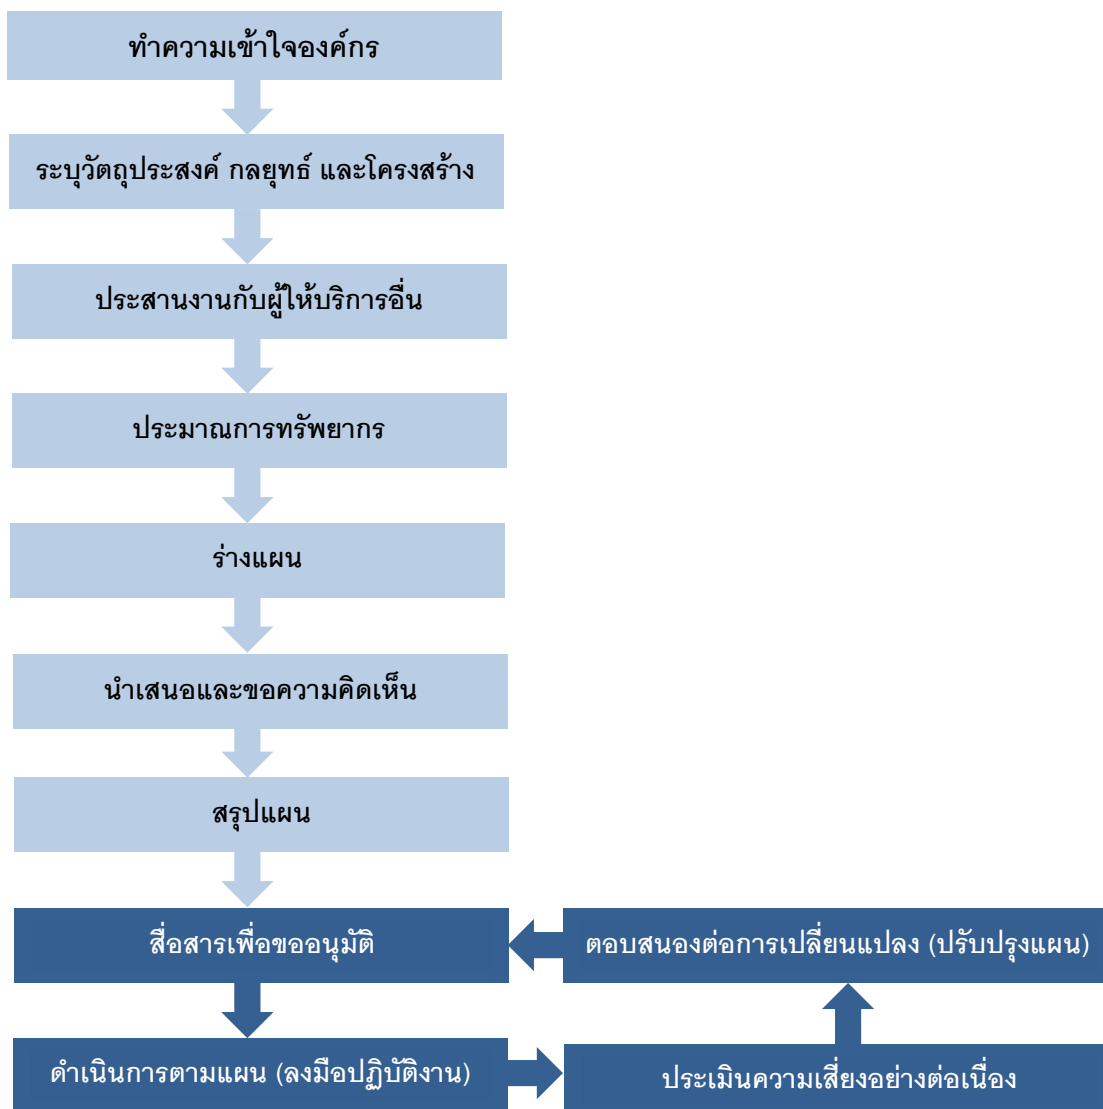 ทำความเข้าใจองค์กร
ระบุวัตถุประสงค์ กลยุทธ์ และโครงสร้าง
ประสานงานกับผู้ให้บริการอื่น
ประมาณการทรัพยากร
ร่างแผน
นำเสนอและขอความคิดเห็น
สรุปแผน
สื่อสารเพื่อขออนุมัติ
ตอบสนองต่อการเปลี่ยนแปลง (ปรับปรุงแผน)
ดำเนินการตามแผน (ลงมือปฏิบัติงาน)
ประเมินความเสี่ยงอย่างต่อเนื่อง